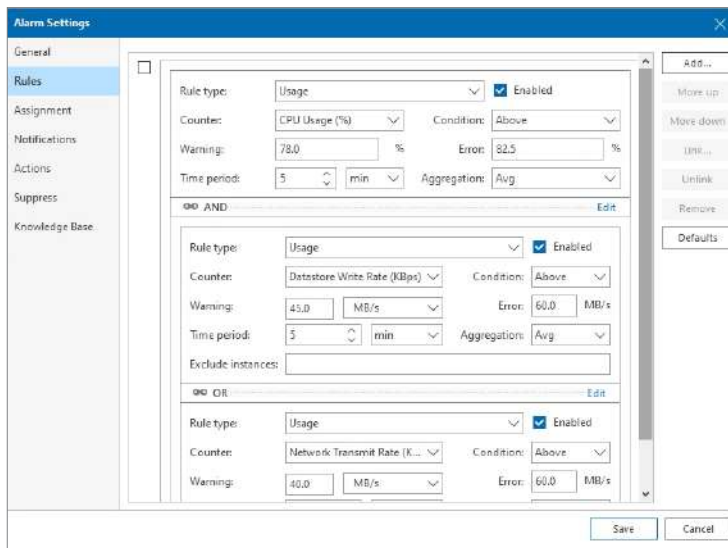 Alarm Settings
General
Rules
Assignment
Notifications
Actions
Suppress
Knowledge Base
Rule type: Usage Enabled
Counter: CPU Usage (%) Condition: Above
Warning: 78.0 % Error: 82.5 %
Time period: 5 min Aggregation: Avg
AND Edit
Rule type: Usage Enabled
Counter: Datastore Write Rate (KBps) Condition: Above
Warning: 45.0 MB/s Error: 60.0 MB/s
Time period: 5 min Aggregation: Avg
Exclude instances:
OR Edit
Rule type: Usage Enabled
Counter: Network Transmit Rate (K... Condition: Above
Warning: 40.0 MB/s Error: 60.0 MB/s
Add...
Move up
Move down
Link...
Unlink
Remove
Defaults
Save Cancel